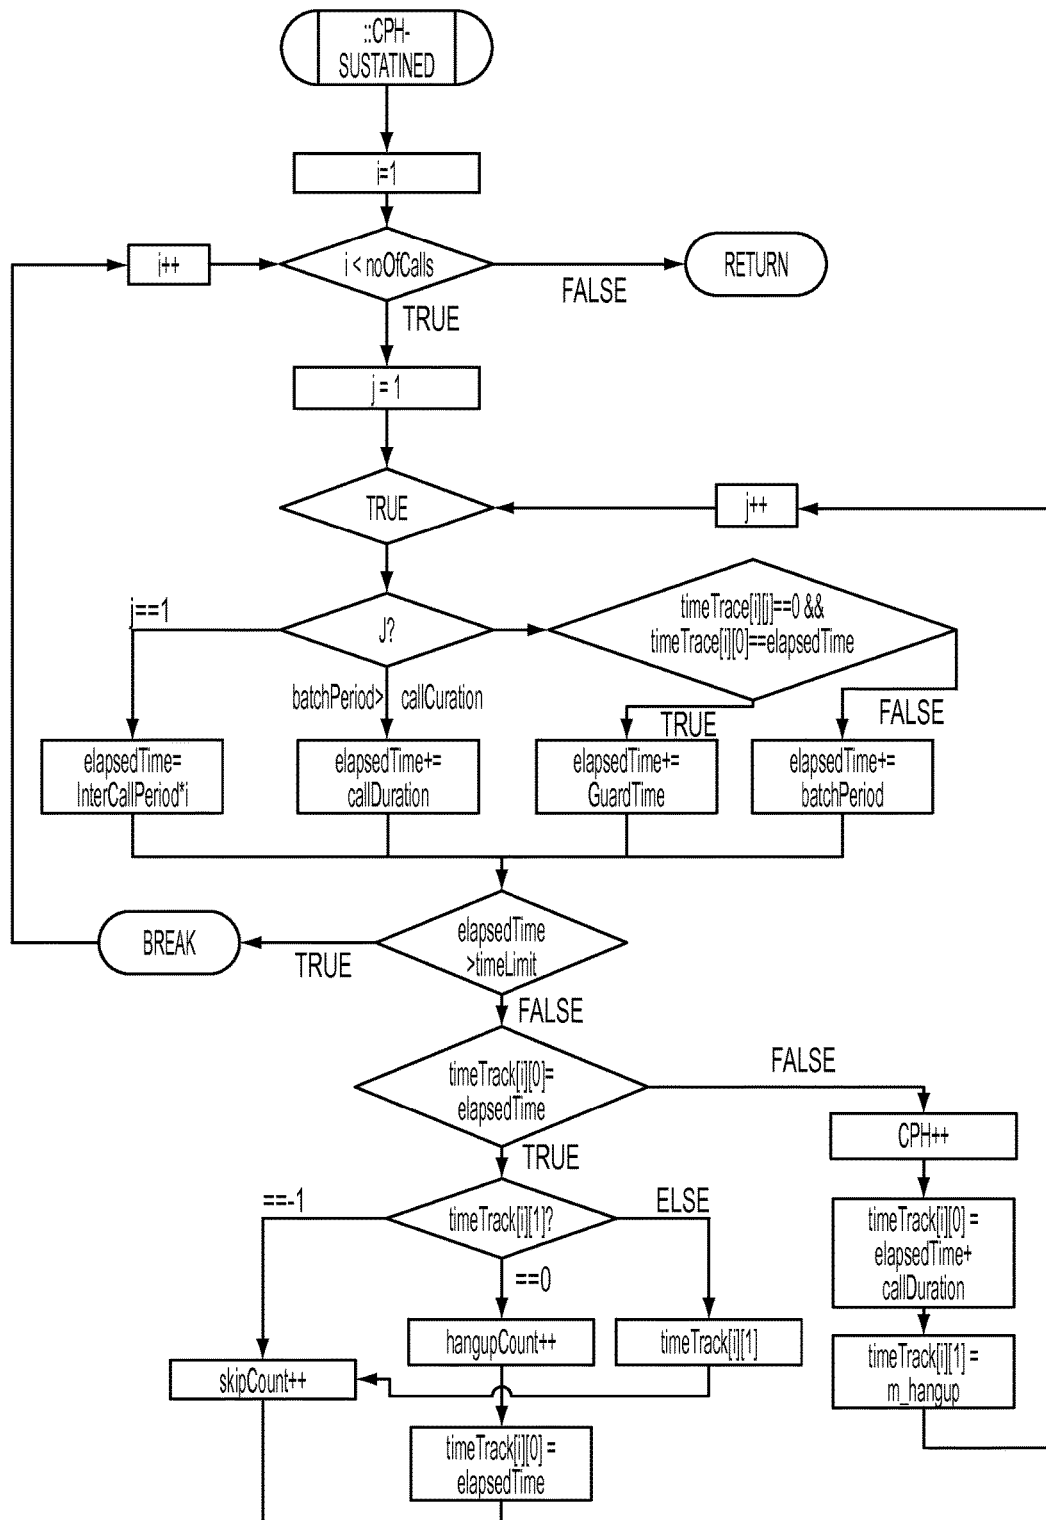 ::CPH-
SUSTATINED
i=1
i++
i < noOfCalls
RETURN
FALSE
TRUE
j = 1
TRUE
j++
j==1
J?
timeTrace[i][j]==0 &&
timeTrace[i][0]==elapsedTime
batchPeriod> callCuration
TRUE
FALSE
elapsedTime=
InterCallPeriod*i
elapsedTime+=
callDuration
elapsedTime+=
GuardTime
elapsedTime+=
batchPeriod
BREAK
TRUE
elapsedTime
>timeLimit
FALSE
timeTrack[i][0]=
elapsedTime
FALSE
CPH++
TRUE
==-1
timeTrack[i][1]?
ELSE
==0
timeTrack[i][0] =
elapsedTime+
callDuration
hangupCount++
timeTrack[i][1]
timeTrack[i][1] =
m_hangup
skipCount++
timeTrack[i][0] =
elapsedTime